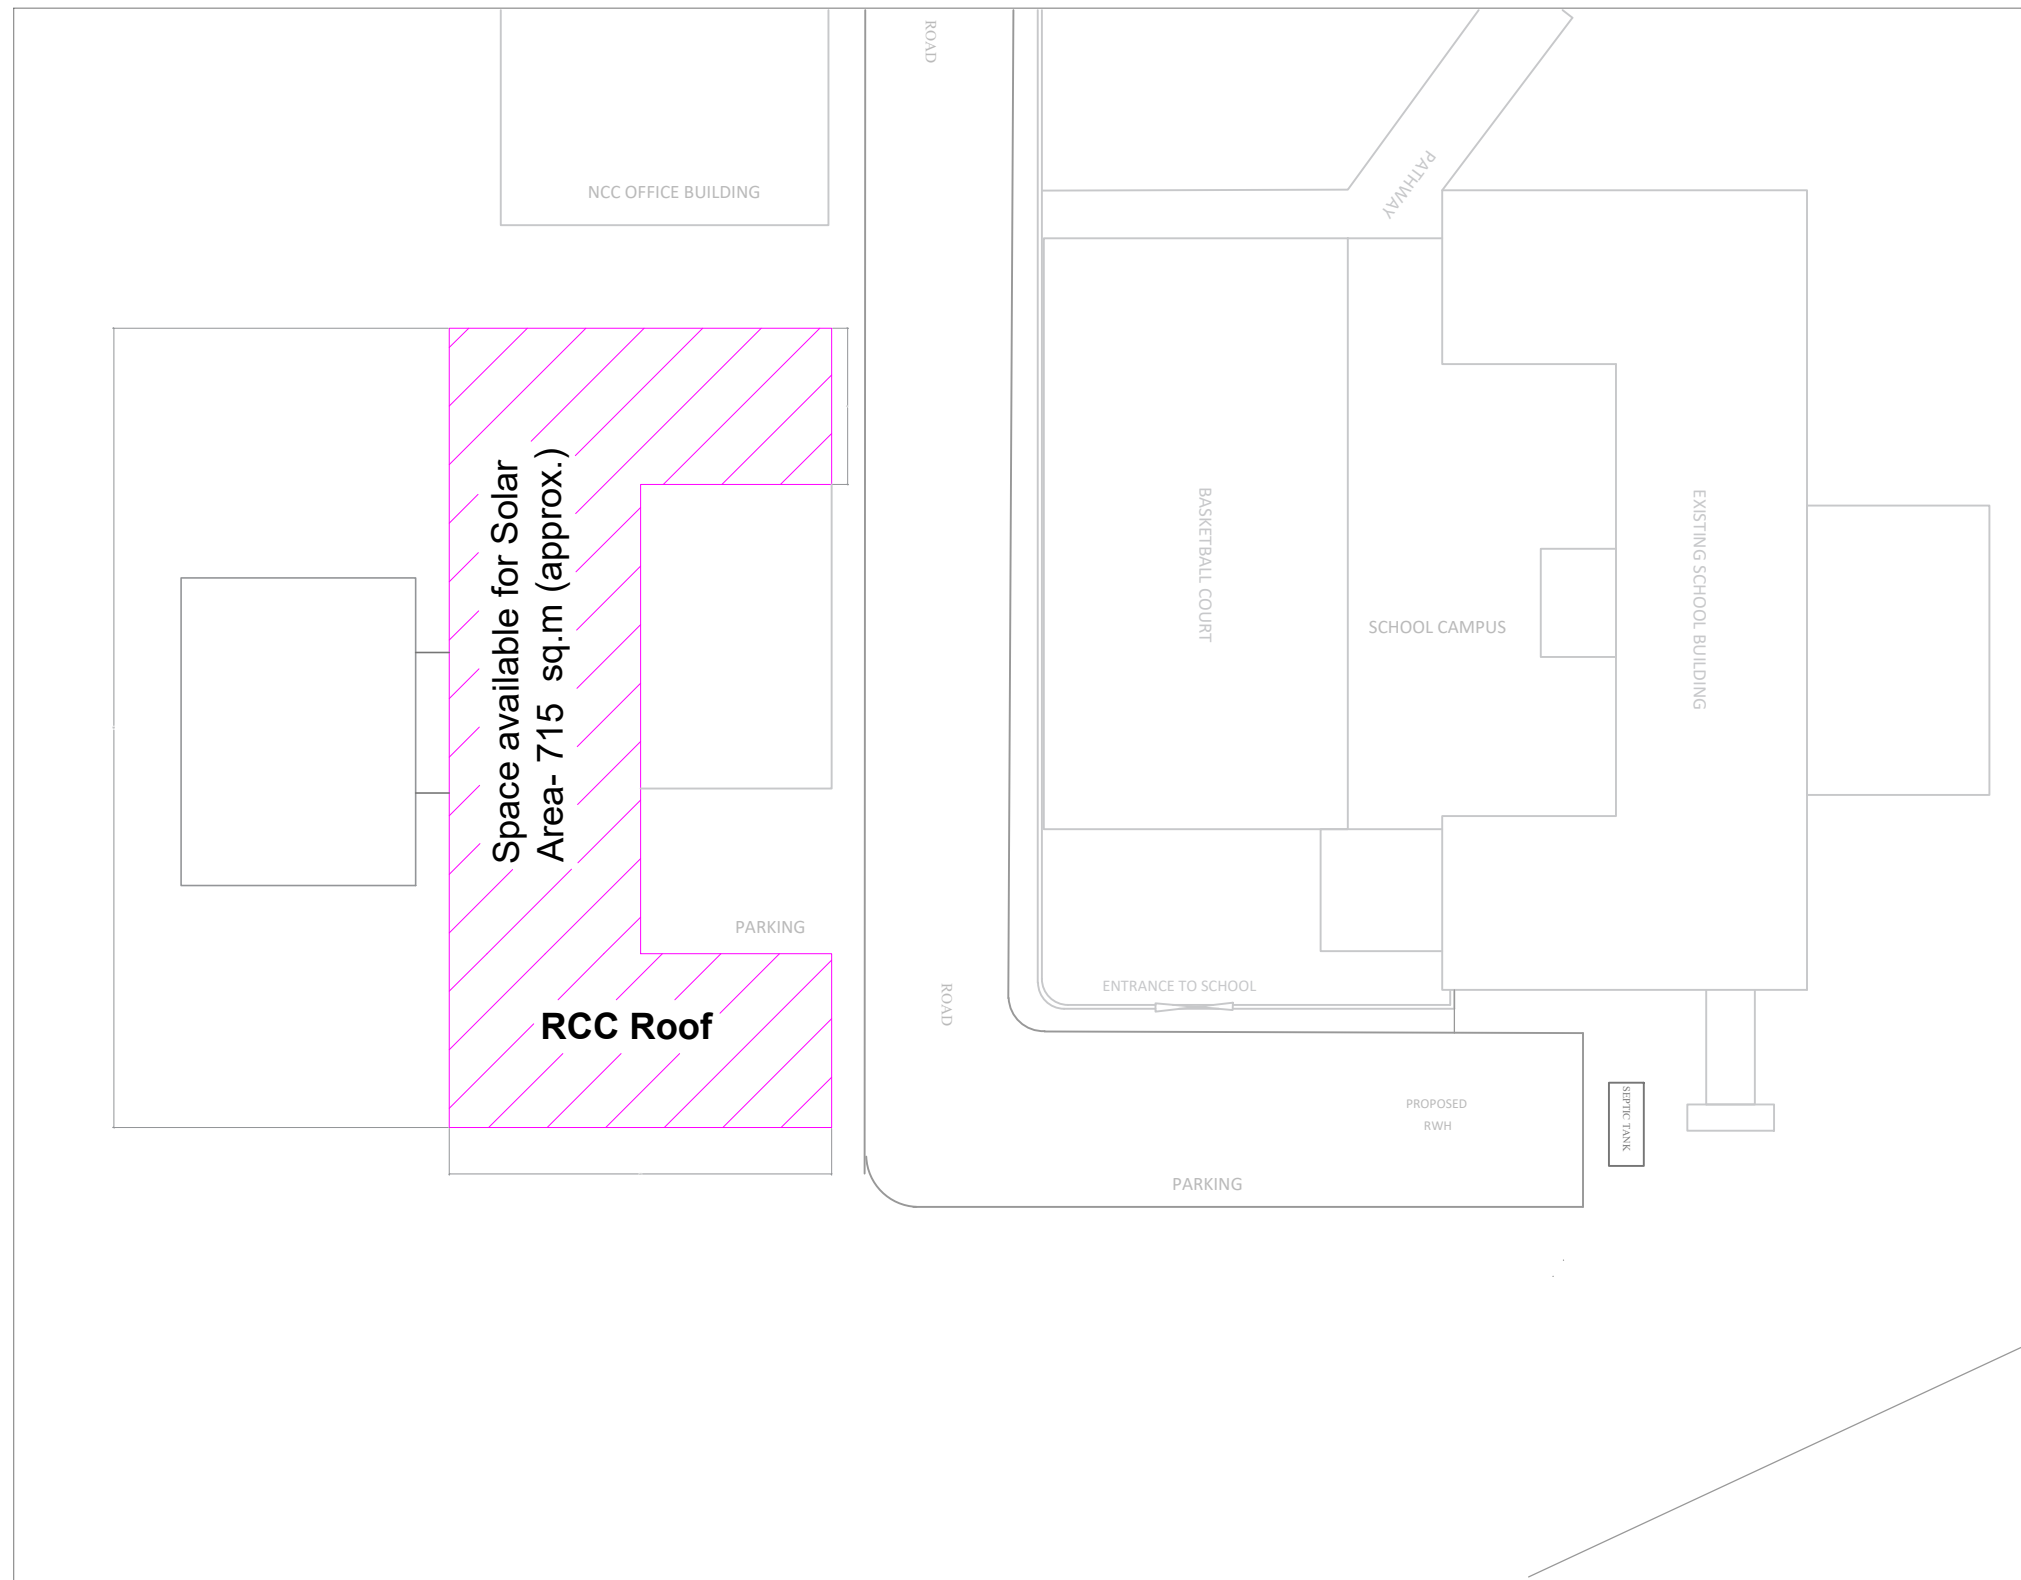 ROAD
NCC OFFICE BUILDING
PATHWAY
Space available for Solar
Area- 715 sq.m (approx.)
BASKETBALL COURT
SCHOOL CAMPUS
EXISTING SCHOOL BUILDING
PARKING
ROAD
ENTRANCE TO SCHOOL
RCC Roof
PROPOSED
RWH
SEPTIC TANK
PARKING